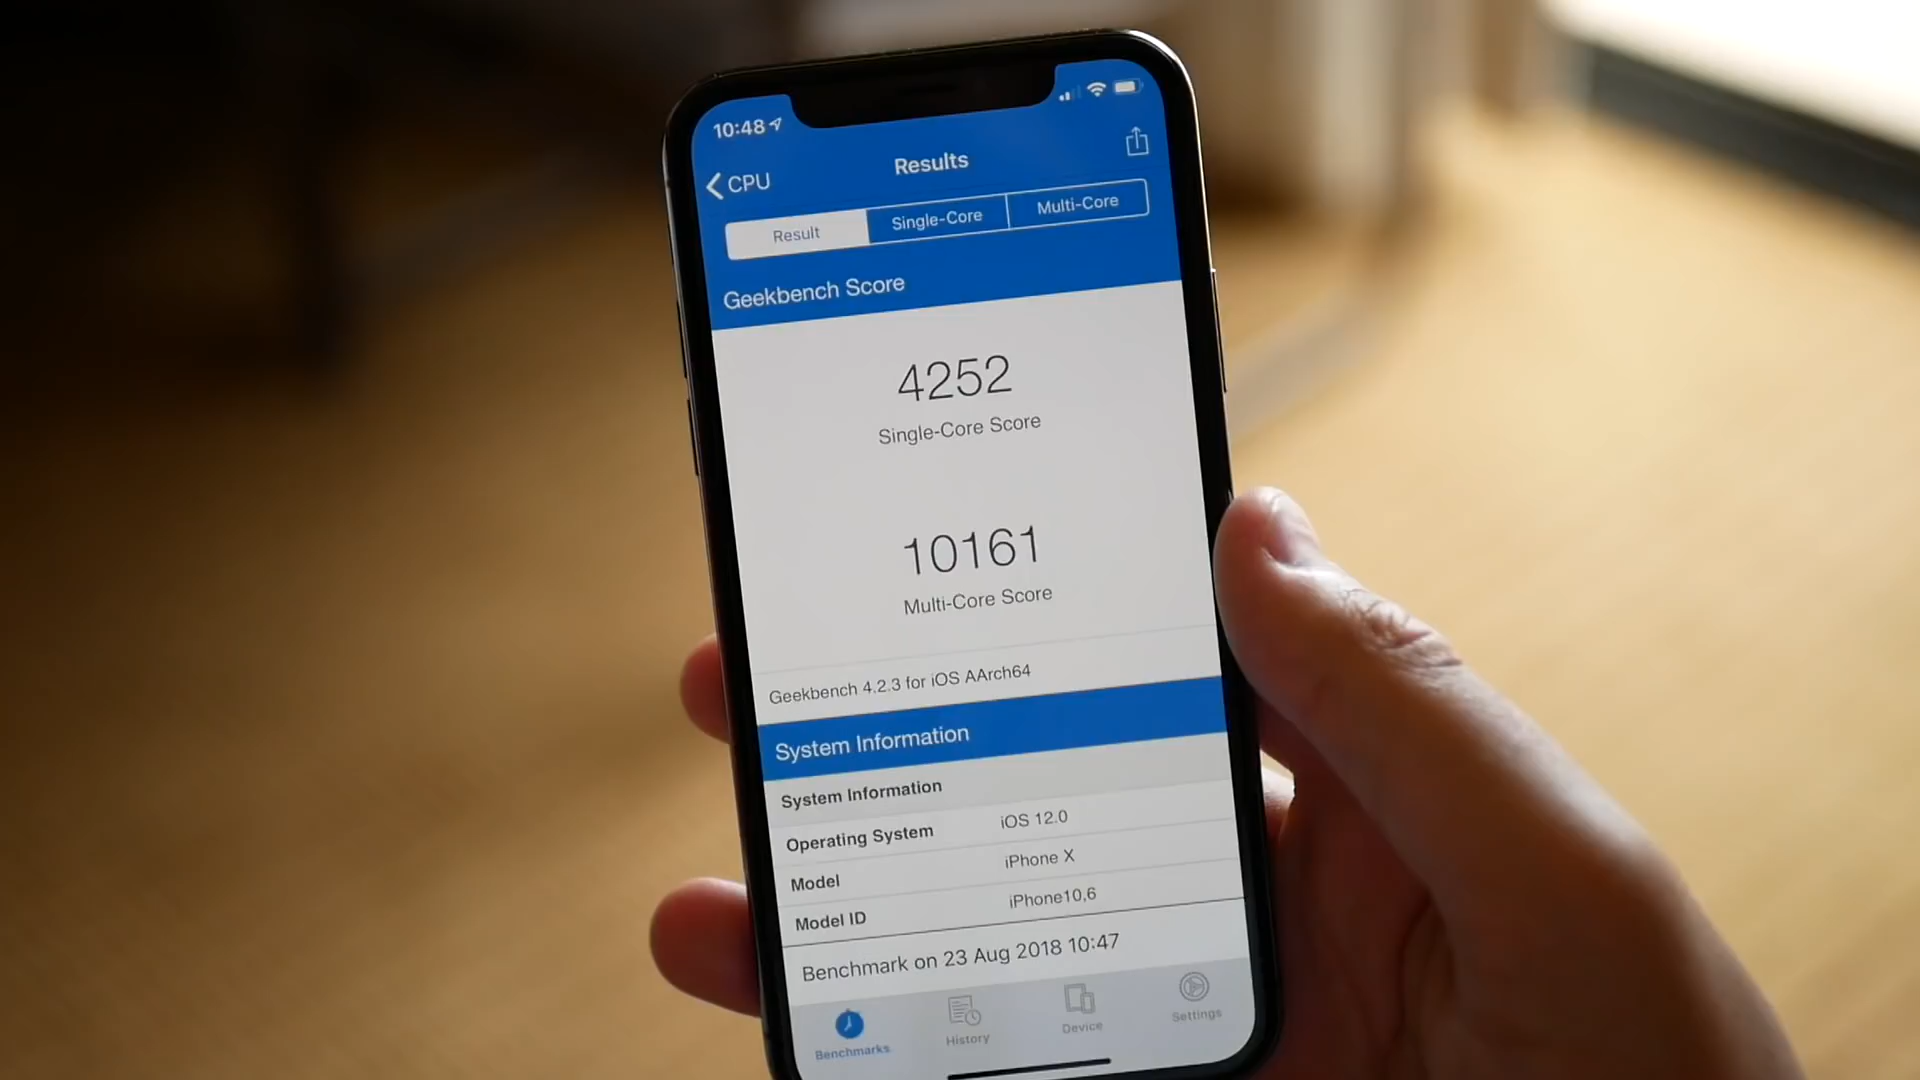 10:48
CPU
Results
Result
Single-Core
Multi-Core
Geekbench Score
4252
Single-Core Score
10161
Multi-Core Score
Geekbench 4.2.3 for iOS AArch64
System Information
System Information
Operating System iOS 12.0
Model iPhone X
Model ID iPhone10,6
Benchmark on 23 Aug 2018 10:47
Benchmarks
History
Device
Settings